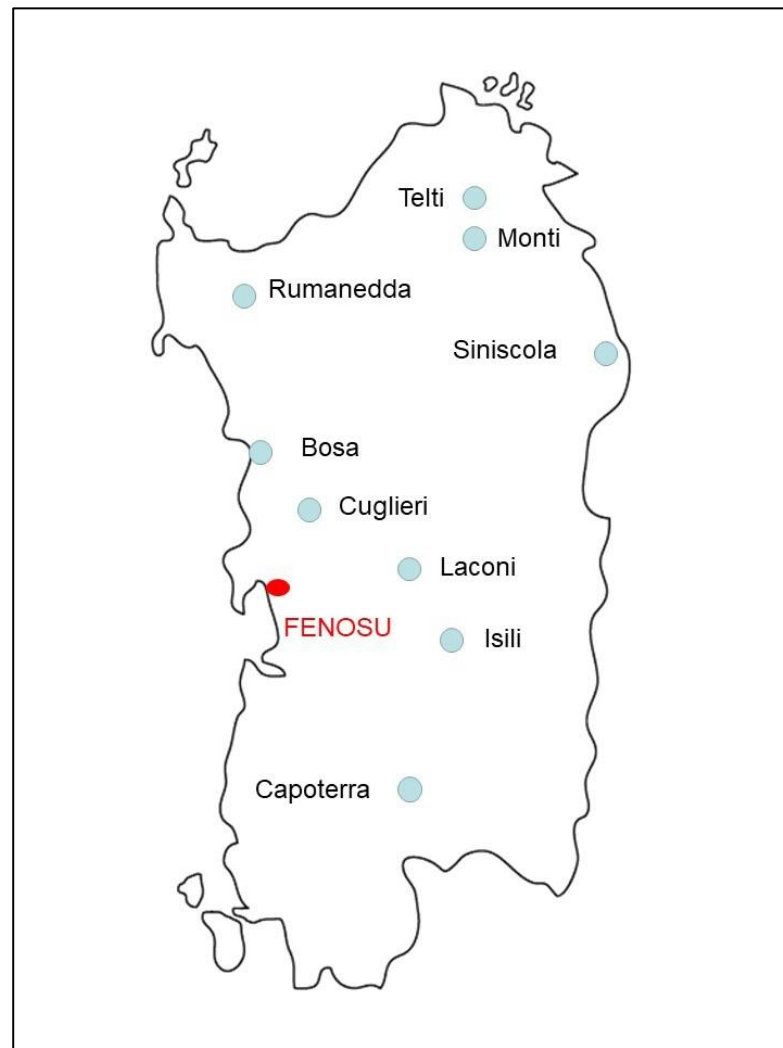 Telti
Monti
Rumanedda
Siniscola
Bosa
Cuglieri
Laconi
FENOSU
Isili
Capoterra